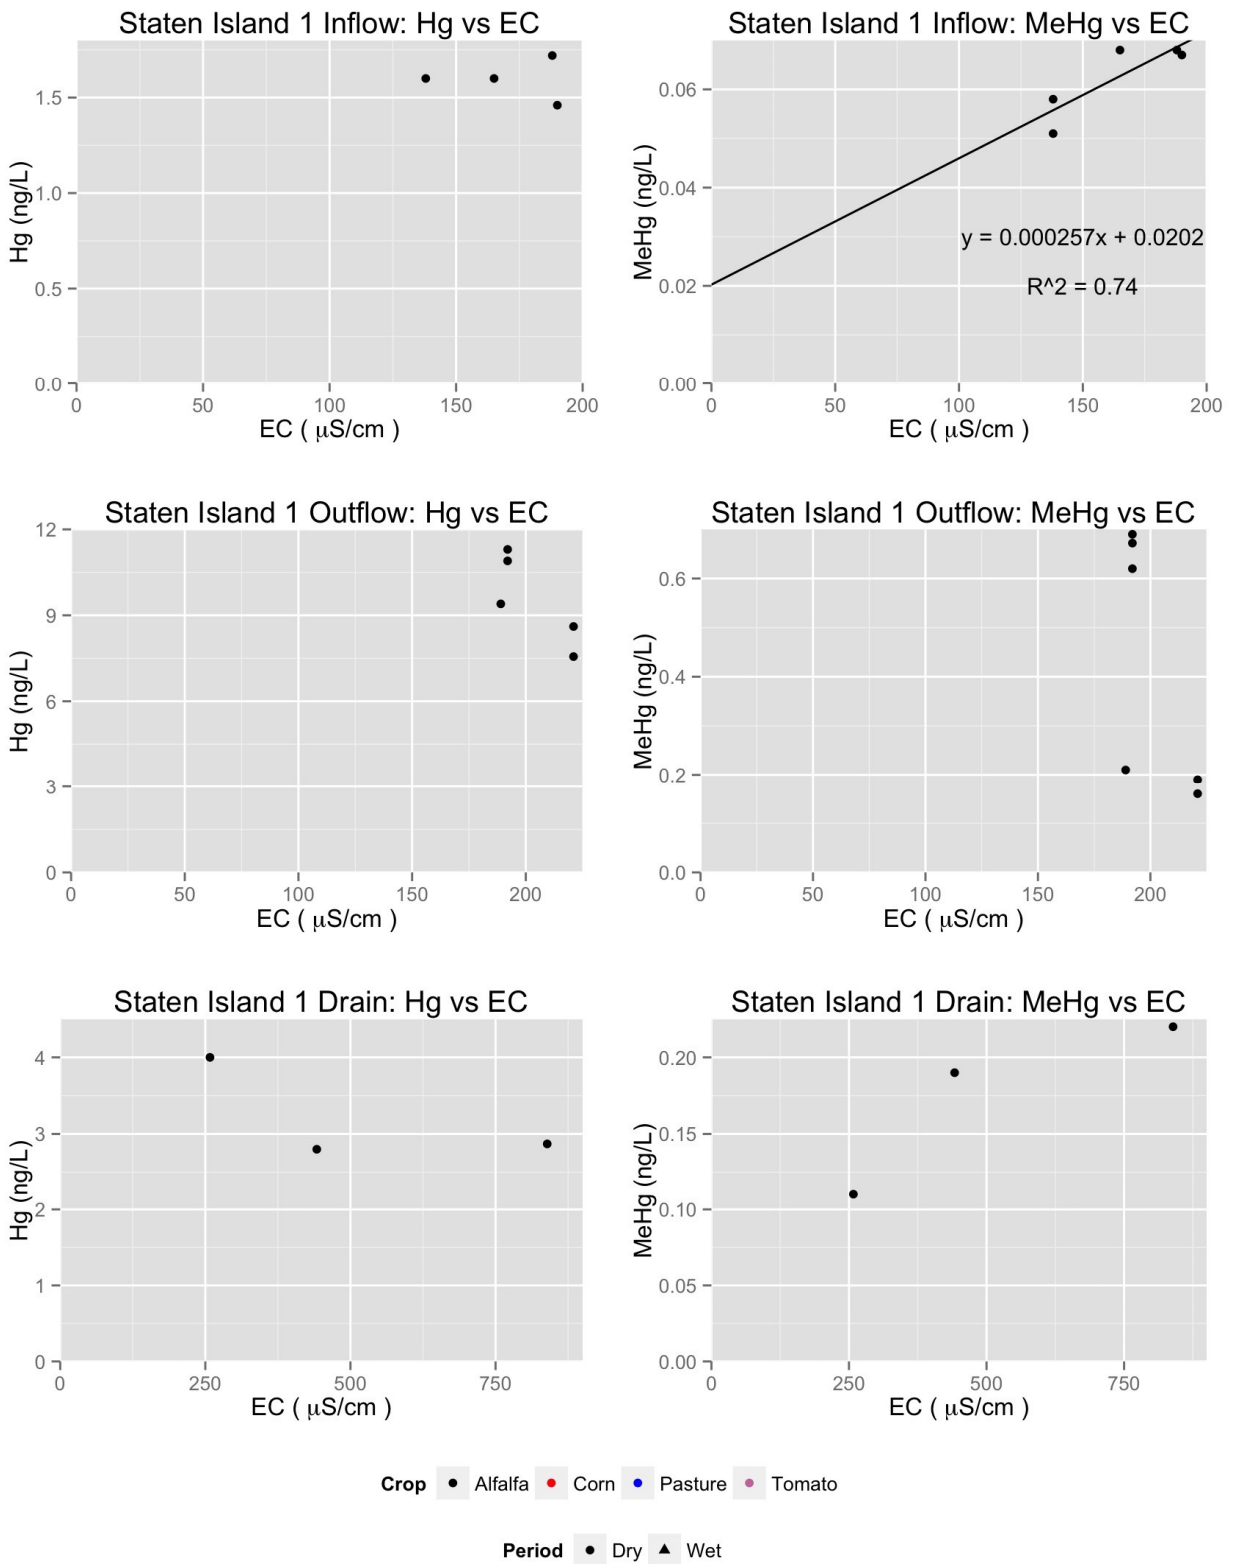 Staten Island 1 Inflow: Hg vs EC
Hg (ng/L)
1.5
1.0
0.5
0.0
0 50 100 150 200
EC ( μS/cm )
Staten Island 1 Inflow: MeHg vs EC
MeHg (ng/L)
0.06
0.04
0.02
0.00
y = 0.000257x + 0.0202
R^2 = 0.74
0 50 100 150 200
EC ( μS/cm )
Staten Island 1 Outflow: Hg vs EC
Hg (ng/L)
12
9
6
3
0
0 50 100 150 200
EC ( μS/cm )
Staten Island 1 Outflow: MeHg vs EC
MeHg (ng/L)
0.6
0.4
0.2
0.0
0 50 100 150 200
EC ( μS/cm )
Staten Island 1 Drain: Hg vs EC
Hg (ng/L)
4
3
2
1
0
0 250 500 750
EC ( μS/cm )
Staten Island 1 Drain: MeHg vs EC
MeHg (ng/L)
0.20
0.15
0.10
0.05
0.00
0 250 500 750
EC ( μS/cm )
Crop Alfalfa Corn Pasture Tomato
Period Dry Wet